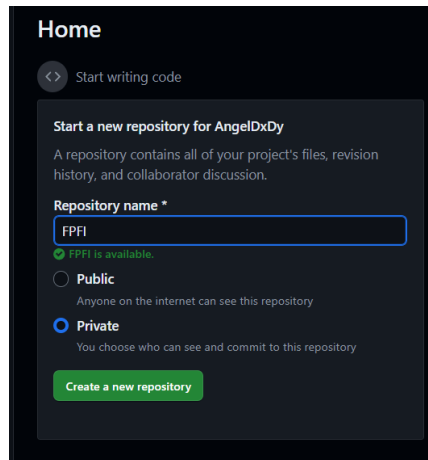 Home
<> Start writing code
Start a new repository for AngelDxDy
A repository contains all of your project's files, revision
history, and collaborator discussion.
Repository name *
FPFI
FPFI is available.
Public
Anyone on the internet can see this repository
Private
You choose who can see and commit to this repository
Create a new repository